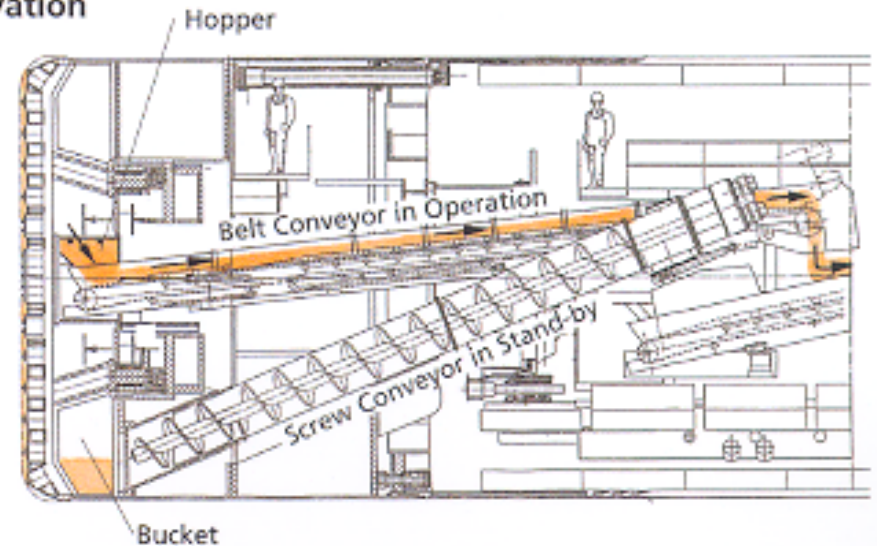 vation
Hopper
Belt Conveyor in Operation
Screw Conveyor in Stand-by
Bucket